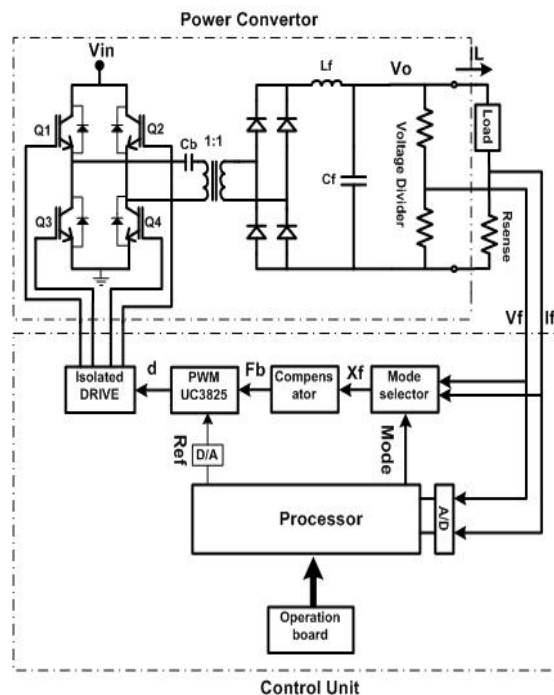 Power Convertor
Vin
Lf
Vo
IL
Q1
Q2
Cb
1:1
Load
Voltage Divider
Cf
Q3
Q4
Rsense
Vf
If
d
Fb
Xf
Isolated
DRIVE
PWM
UC3825
Compens
ator
Mode
selector
Ref
D/A
Mode
Processor
A/D
Operation
board
Control Unit